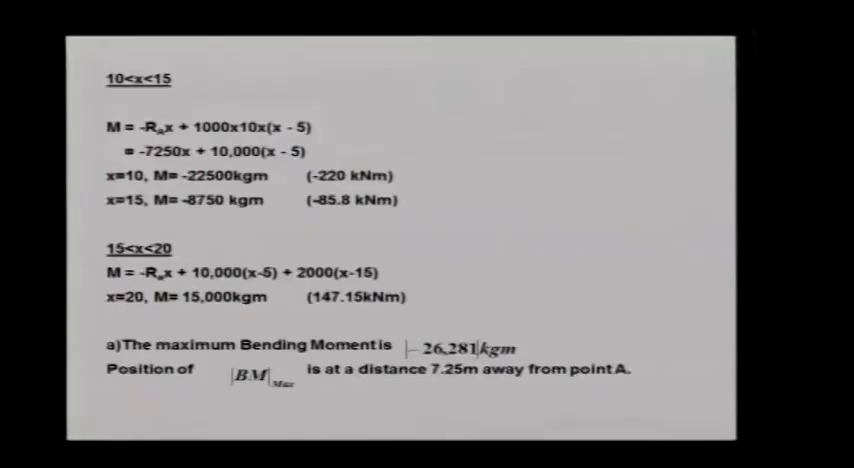 10<x<15
M = -RAx + 1000x10x(x - 5)
= -7250x + 10,000(x - 5)
x=10, M= -22500kgm (-220 kNm)
x=15, M= -8750 kgm (-85.8 kNm)
15<x<20
M = -RAx + 10,000(x-5) + 2000(x-15)
x=20, M= 15,000kgm (147.15kNm)
a)The maximum Bending Moment is |- 26,281|kgm
Position of |BM|Max is at a distance 7.25m away from point A.